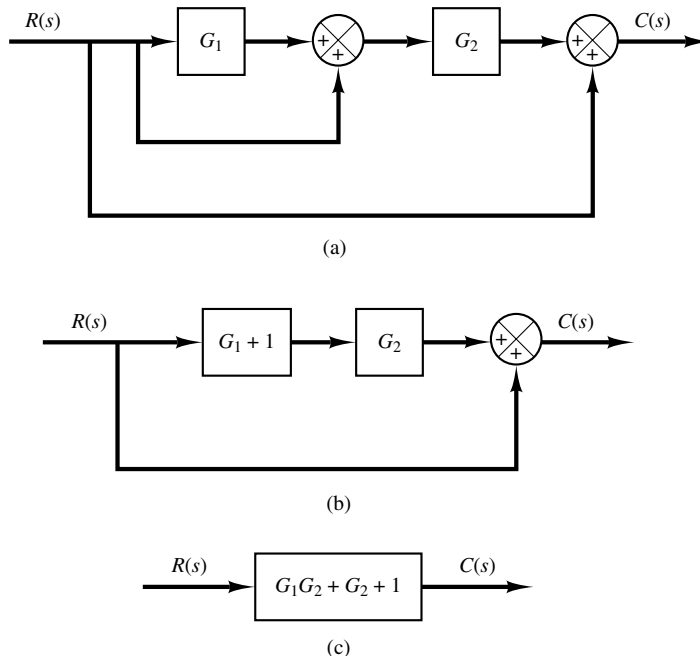 R(s) G₁ + + G₂ + + C(s)
(a)
R(s) G₁ + 1 G₂ + + C(s)
(b)
R(s) G₁G₂ + G₂ + 1 C(s)
(c)